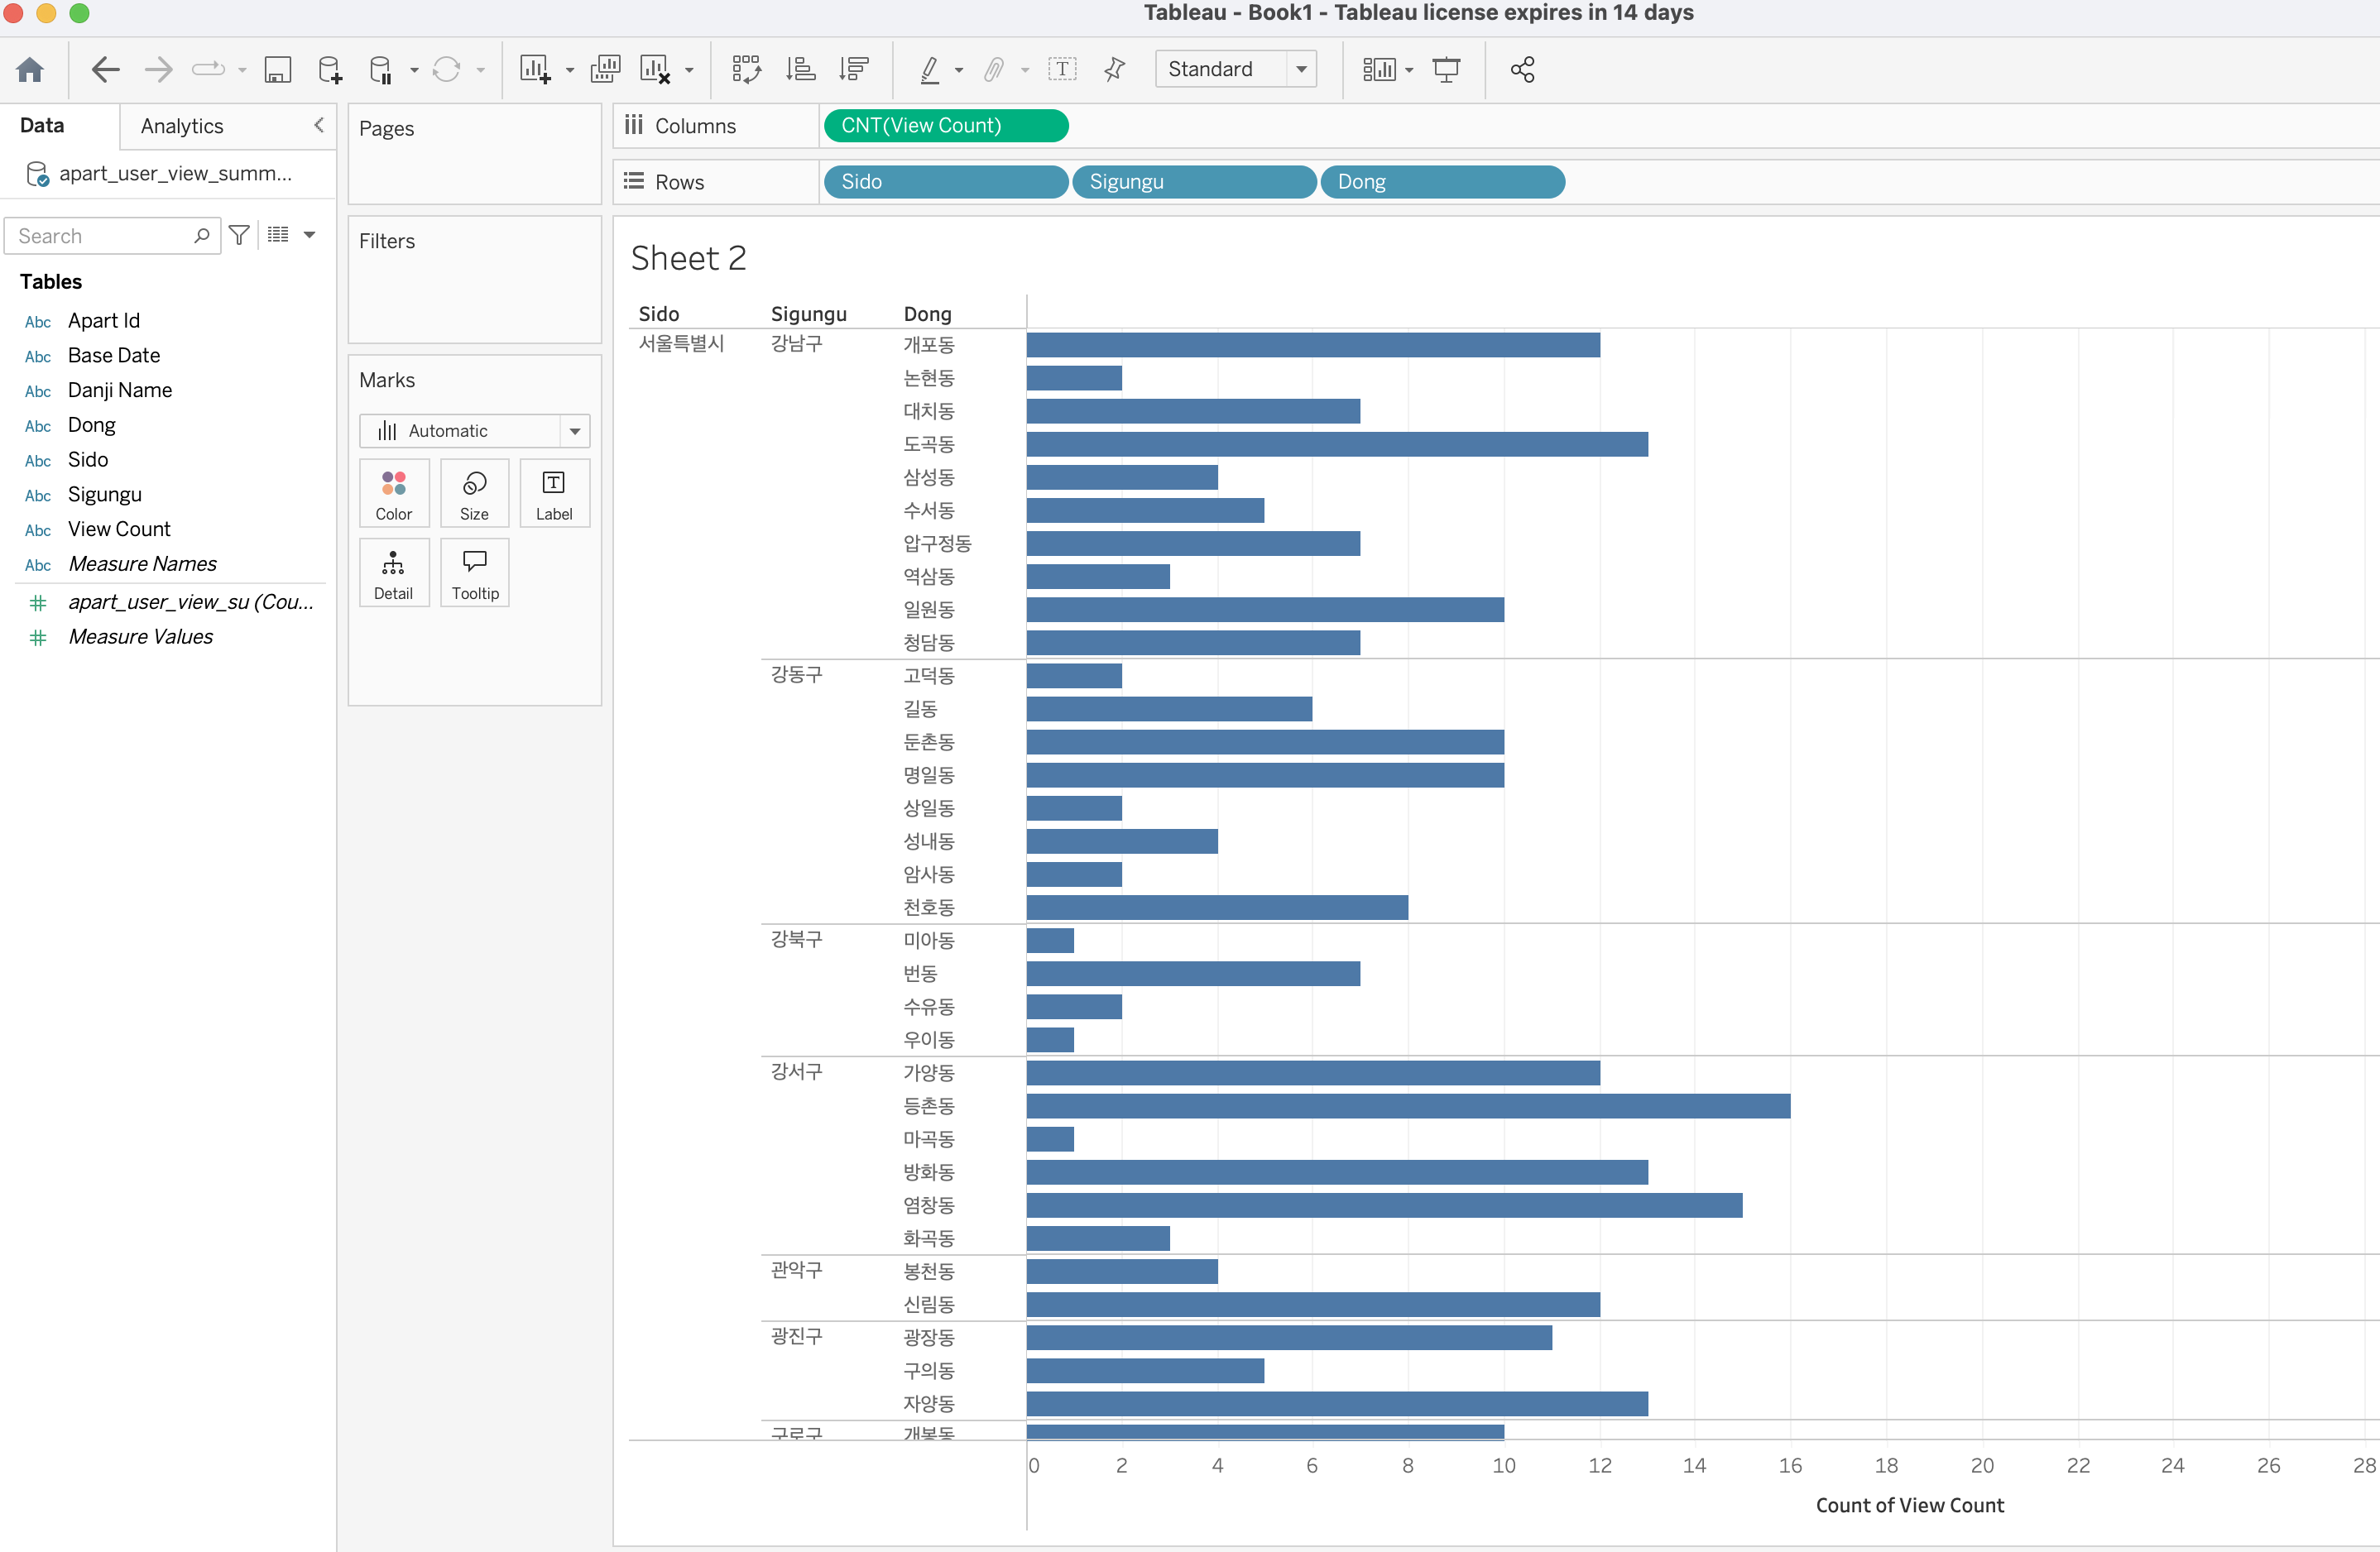 Tableau - Book1 - Tableau license expires in 14 days
Standard
Data
Analytics
apart_user_view_summ...
Search
Tables
Abc Apart Id
Abc Base Date
Abc Danji Name
Abc Dong
Abc Sido
Abc Sigungu
Abc View Count
Abc Measure Names
apart_user_view_su (Cou...
Measure Values
Pages
Filters
Marks
Automatic
Color Size Label
Detail Tooltip
Columns CNT(View Count)
Rows Sido Sigungu Dong
Sheet 2
Sido Sigungu Dong
서울특별시 강남구 개포동
논현동
대치동
도곡동
삼성동
수서동
압구정동
역삼동
일원동
청담동
강동구 고덕동
길동
둔촌동
명일동
상일동
성내동
암사동
천호동
강북구 미아동
번동
수유동
우이동
강서구 가양동
등촌동
마곡동
방화동
염창동
화곡동
관악구 봉천동
신림동
광진구 광장동
구의동
자양동
구로구 개봉동
0 2 4 6 8 10 12 14 16 18 20 22 24 26 28
Count of View Count